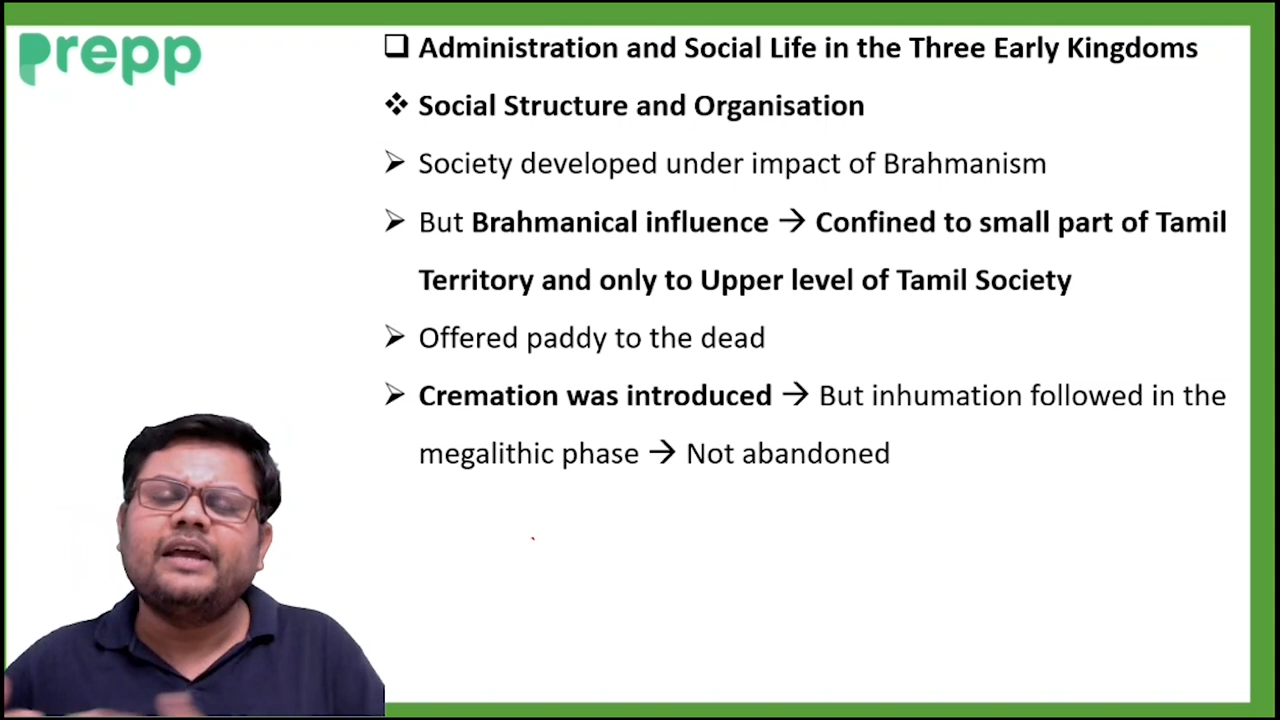 prepp
❑ Administration and Social Life in the Three Early Kingdoms
❖ Social Structure and Organisation
➢ Society developed under impact of Brahmanism
➢ But Brahmanical influence → Confined to small part of Tamil
Territory and only to Upper level of Tamil Society
➢ Offered paddy to the dead
➢ Cremation was introduced → But inhumation followed in the
megalithic phase → Not abandoned